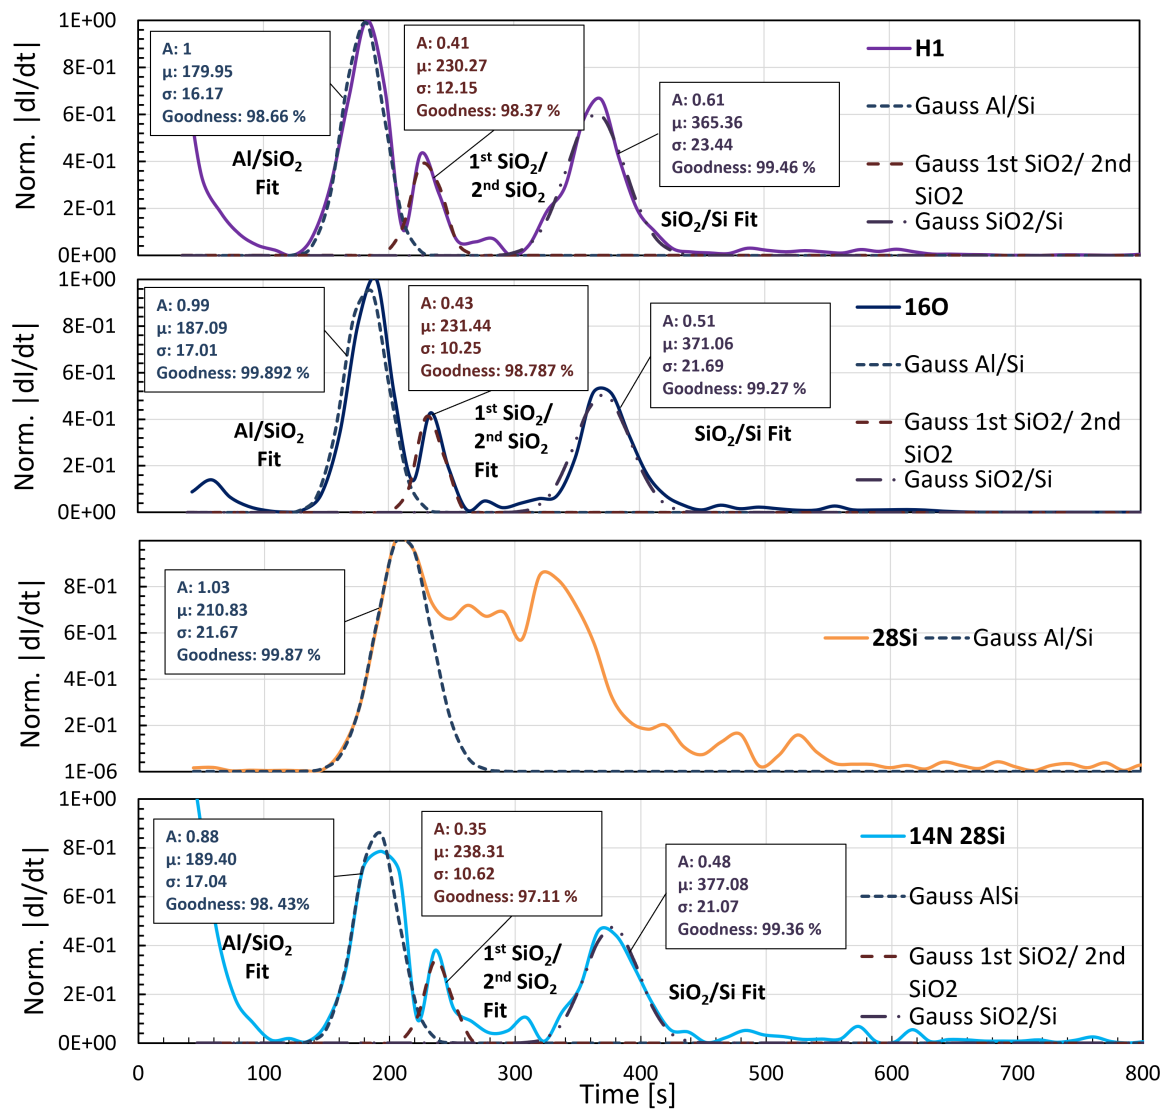 Norm. |dI/dt|
1E+00
8E-01
6E-01
4E-01
2E-01
0E+00
A: 1
μ: 179.95
σ: 16.17
Goodness: 98.66 %
A: 0.41
μ: 230.27
σ: 12.15
Goodness: 98.37 %
A: 0.61
μ: 365.36
σ: 23.44
Goodness: 99.46 %
Al/SiO₂
Fit
1st SiO₂/
2nd SiO₂
SiO₂/Si Fit
H1
Gauss Al/Si
Gauss 1st SiO2/ 2nd
SiO2
Gauss SiO2/Si
Norm. |dI/dt|
1E+00
8E-01
6E-01
4E-01
2E-01
0E+00
A: 0.99
μ: 187.09
σ: 17.01
Goodness: 99.892 %
A: 0.43
μ: 231.44
σ: 10.25
Goodness: 98.787 %
A: 0.51
μ: 371.06
σ: 21.69
Goodness: 99.27 %
Al/SiO₂
Fit
1st SiO₂/
2nd SiO₂
Fit
SiO₂/Si Fit
16O
Gauss Al/Si
Gauss 1st SiO2/ 2nd
SiO2
Gauss SiO2/Si
Norm. |dI/dt|
8E-01
6E-01
4E-01
2E-01
1E-06
A: 1.03
μ: 210.83
σ: 21.67
Goodness: 99.87 %
28Si
Gauss Al/Si
Norm. |dI/dt|
1E+00
8E-01
6E-01
4E-01
2E-01
0E+00
A: 0.88
μ: 189.40
σ: 17.04
Goodness: 98. 43%
A: 0.35
μ: 238.31
σ: 10.62
Goodness: 97.11 %
A: 0.48
μ: 377.08
σ: 21.07
Goodness: 99.36 %
Al/SiO₂
Fit
1st SiO₂/
2nd SiO₂
Fit
SiO₂/Si Fit
14N 28Si
Gauss AlSi
Gauss 1st SiO2/ 2nd
SiO2
Gauss SiO2/Si
0 100 200 300 400 500 600 700 800
Time [s]